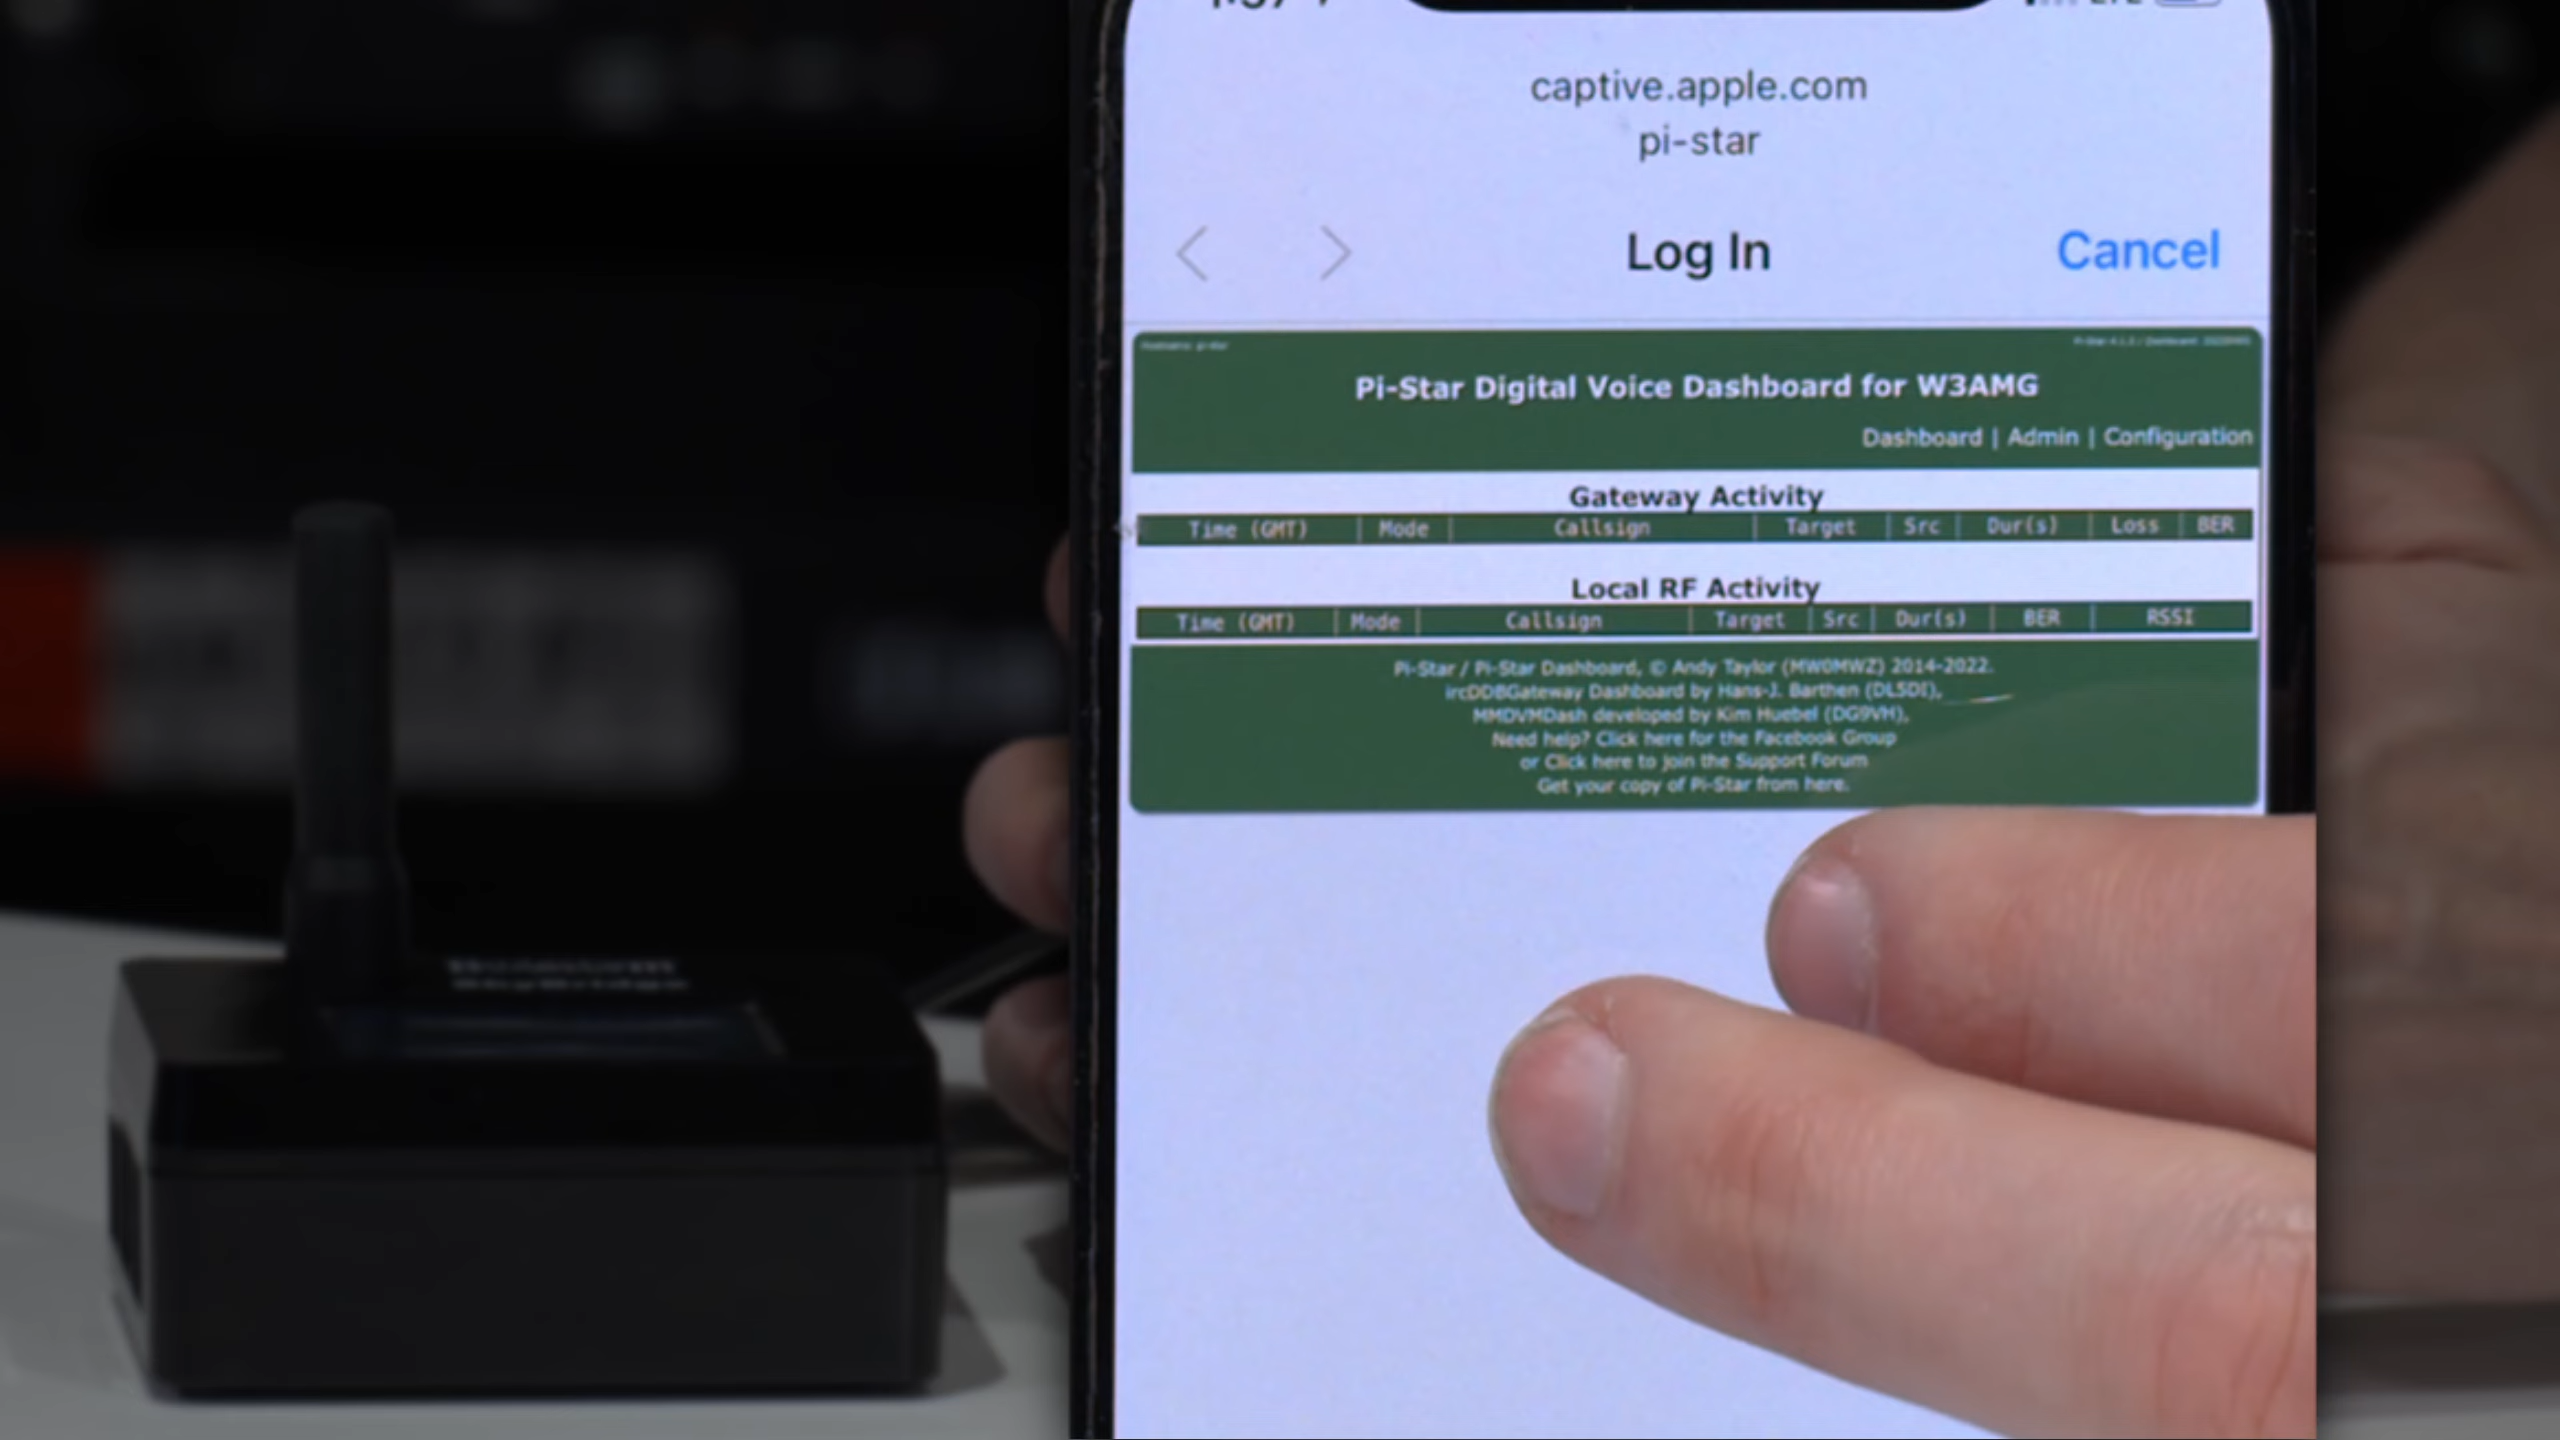 captive.apple.com
pi-star
Log In
Cancel
Pi-Star Digital Voice Dashboard for W3AMG
Dashboard | Admin | Configuration
Gateway Activity
Time (GMT) Mode Callsign Target Src Dur(s) Loss BER
Local RF Activity
Time (GMT) Mode Callsign Target Src Dur(s) BER RSSI
Pi-Star / Pi-Star Dashboard, © Andy Taylor (MW0MWZ) 2014-2022.
ircDDBGateway Dashboard by Hans-J. Barthen (DL5DI),
MMDVMDash developed by Kim Huebel (DG9VH),
Need help? Click here for the Facebook Group
or Click here to join the Support Forum
Get your copy of Pi-Star from here.